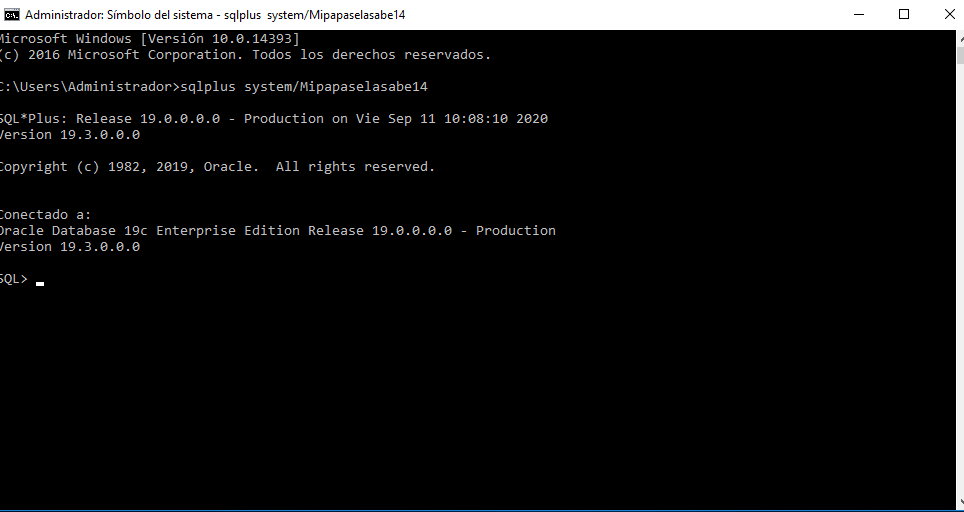 Administrador: Símbolo del sistema - sqlplus system/Mipapaselasabe14
Microsoft Windows [Versión 10.0.14393]
(c) 2016 Microsoft Corporation. Todos los derechos reservados.
C:\Users\Administrador>sqlplus system/Mipapaselasabe14
SQL*Plus: Release 19.0.0.0.0 - Production on Vie Sep 11 10:08:10 2020
Version 19.3.0.0.0
Copyright (c) 1982, 2019, Oracle.  All rights reserved.
Conectado a:
Oracle Database 19c Enterprise Edition Release 19.0.0.0.0 - Production
Version 19.3.0.0.0
SQL>